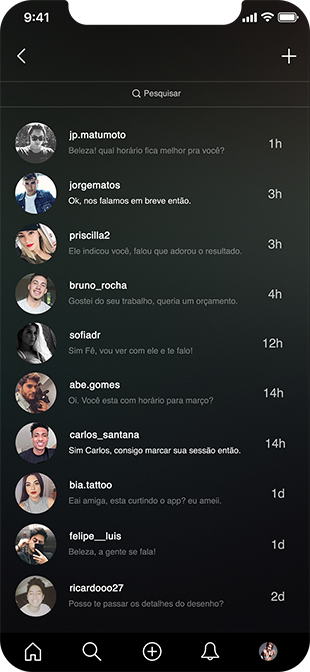 9:41
Pesquisar
jp.matumoto
Beleza! qual horário fica melhor pra você?
1h
jorgematos
Ok, nos falamos em breve então.
3h
priscilla2
Ele indicou você, falou que adorou o resultado.
3h
bruno_rocha
Gostei do seu trabalho, queria um orçamento.
4h
sofiadr
Sim Fê, vou ver com ele e te falo!
12h
abe.gomes
Oi. Você esta com horário para março?
14h
carlos_santana
Sim Carlos, consigo marcar sua sessão então.
14h
bia.tattoo
Eai amiga, esta curtindo o app? eu ameii.
1d
felipe__luis
Beleza, a gente se fala!
1d
ricardooo27
Posso te passar os detalhes do desenho?
2d